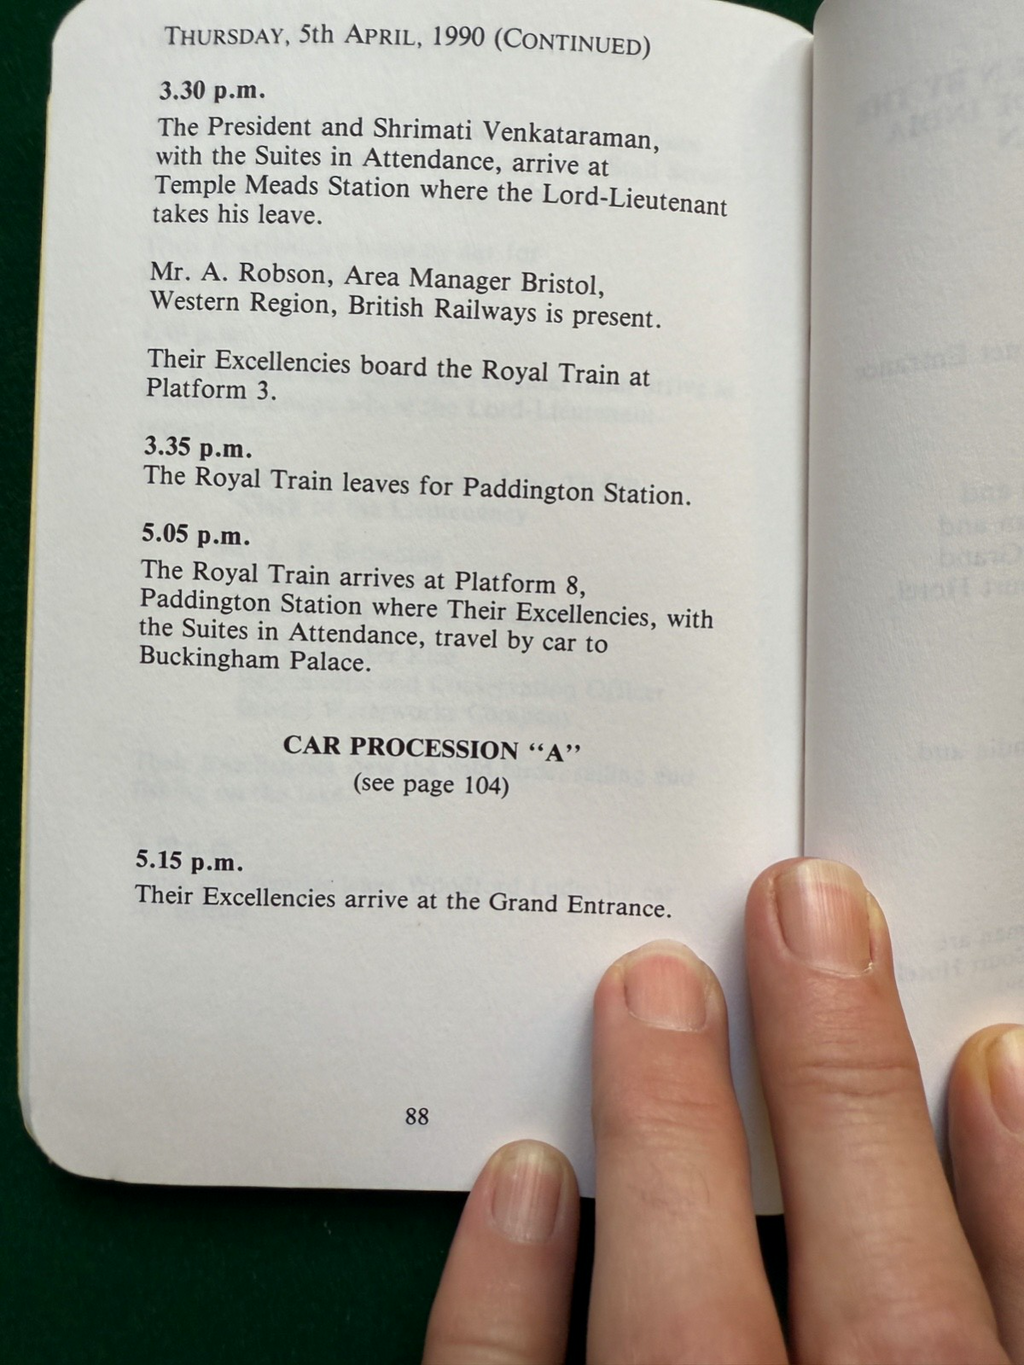 THURSDAY, 5th APRIL, 1990 (CONTINUED)
3.30 p.m.
The President and Shrimati Venkataraman,
with the Suites in Attendance, arrive at
Temple Meads Station where the Lord-Lieutenant
takes his leave.
Mr. A. Robson, Area Manager Bristol,
Western Region, British Railways is present.
Their Excellencies board the Royal Train at
Platform 3.
3.35 p.m.
The Royal Train leaves for Paddington Station.
5.05 p.m.
The Royal Train arrives at Platform 8,
Paddington Station where Their Excellencies, with
the Suites in Attendance, travel by car to
Buckingham Palace.
CAR PROCESSION “A”
(see page 104)
5.15 p.m.
Their Excellencies arrive at the Grand Entrance.
88